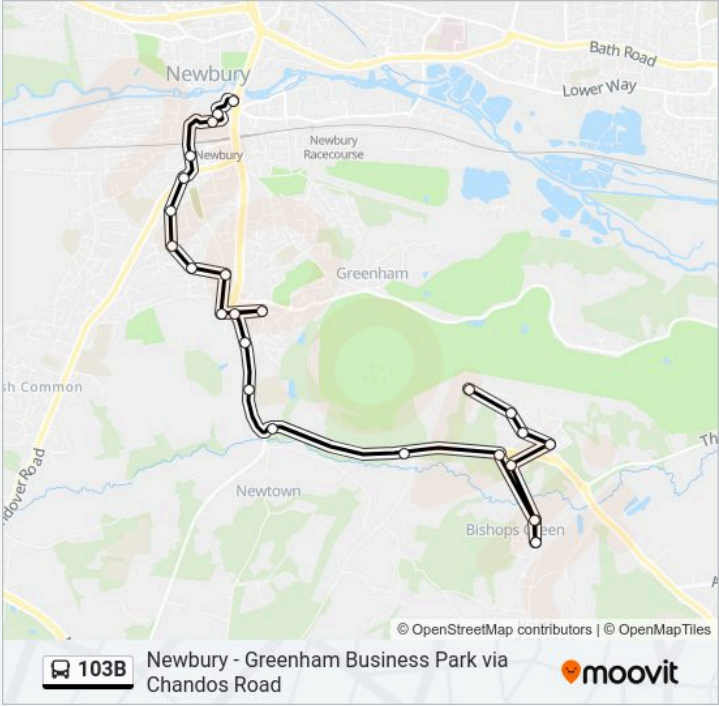 Bath Road
Newbury
Lower Way
Newbury
Racecourse
Newbury
Greenham
sh Common
Th
dover Road
Newtown
Bishops Green
A
© OpenStreetMap contributors | © OpenMapTiles
103B
Newbury - Greenham Business Park via
Chandos Road
moovit